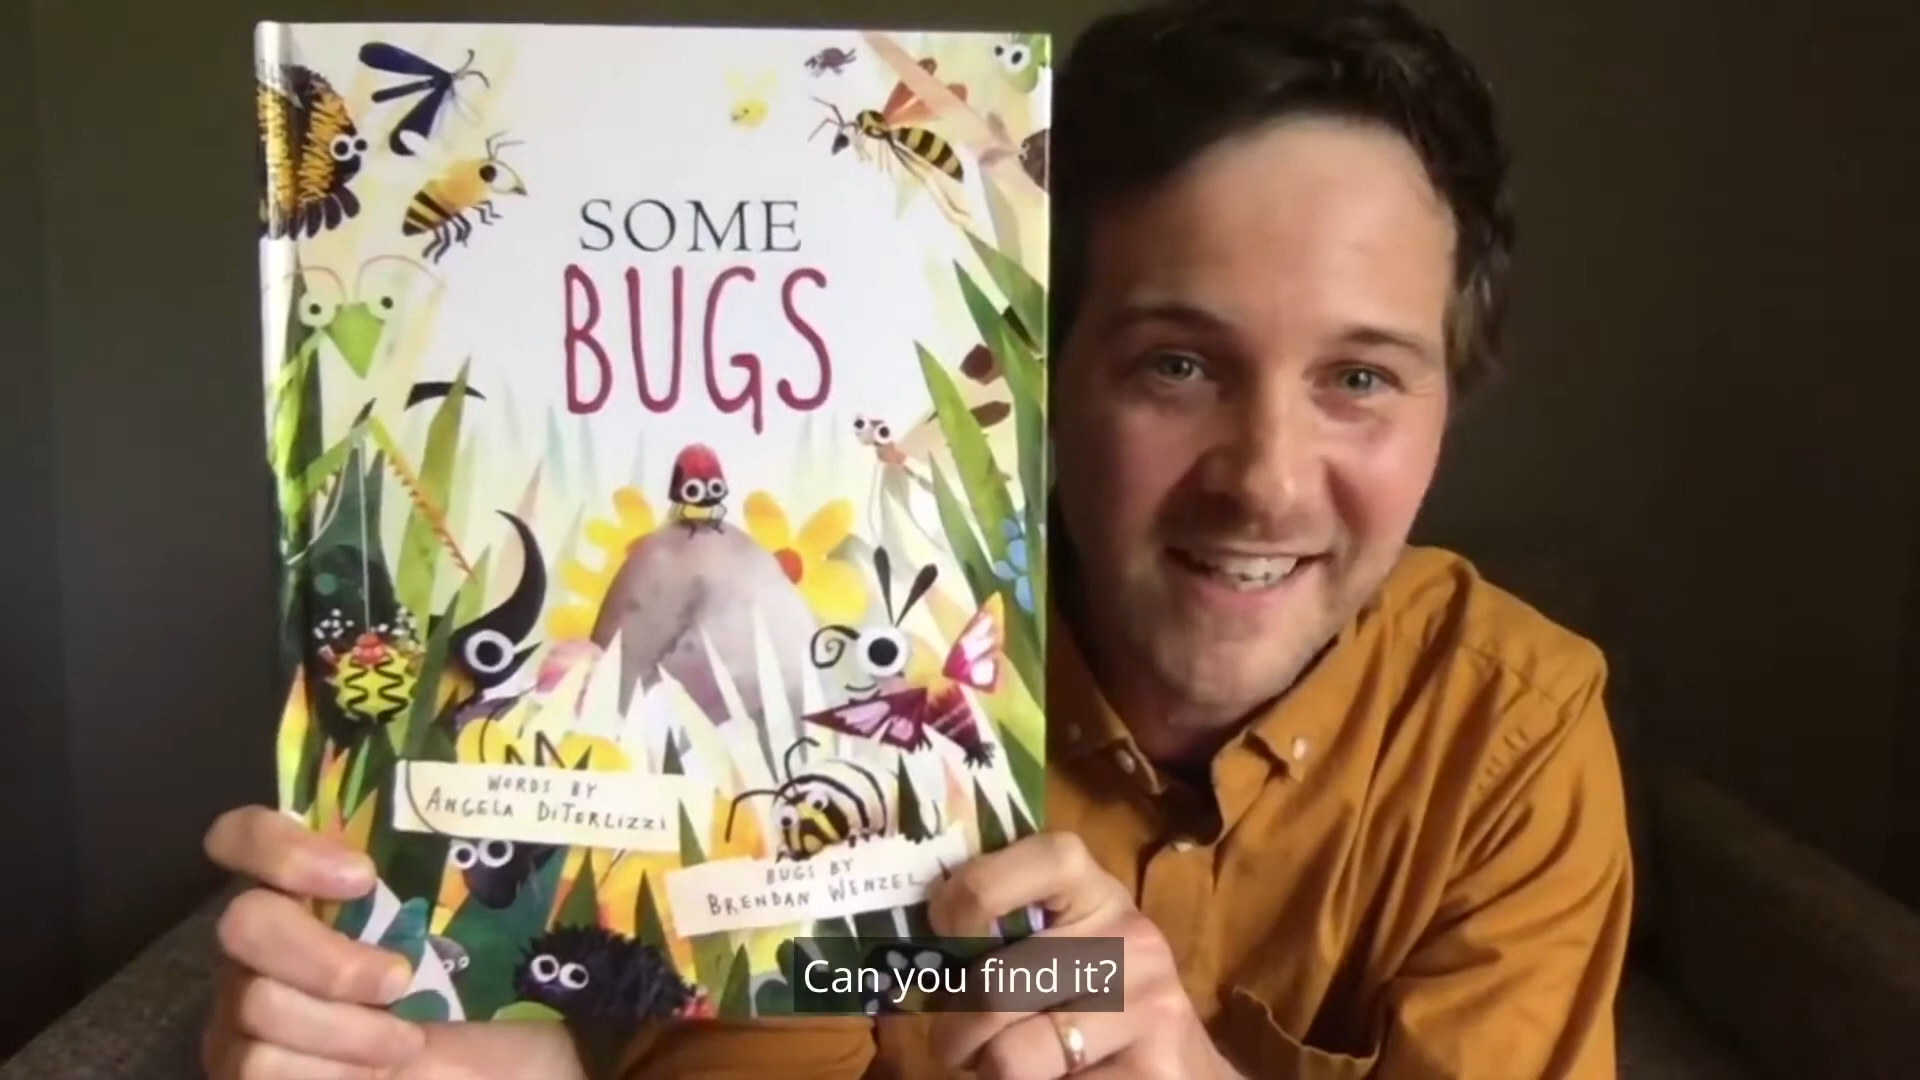 SOME
BUGS
WORDS BY
ANGELA DITERLIZZI
BUGS BY
BRENDAN WENZEL
Can you find it?